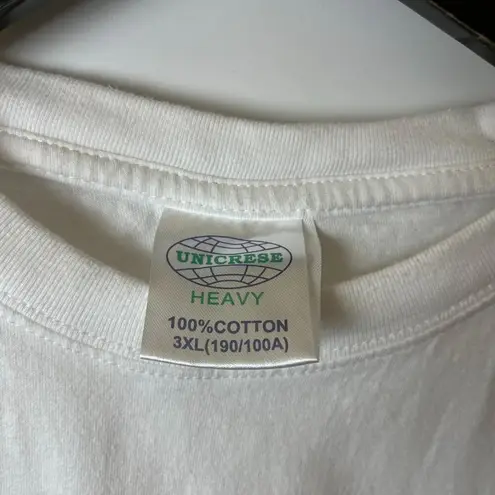 UNICRESE
HEAVY
100%COTTON
3XL(190/100A)